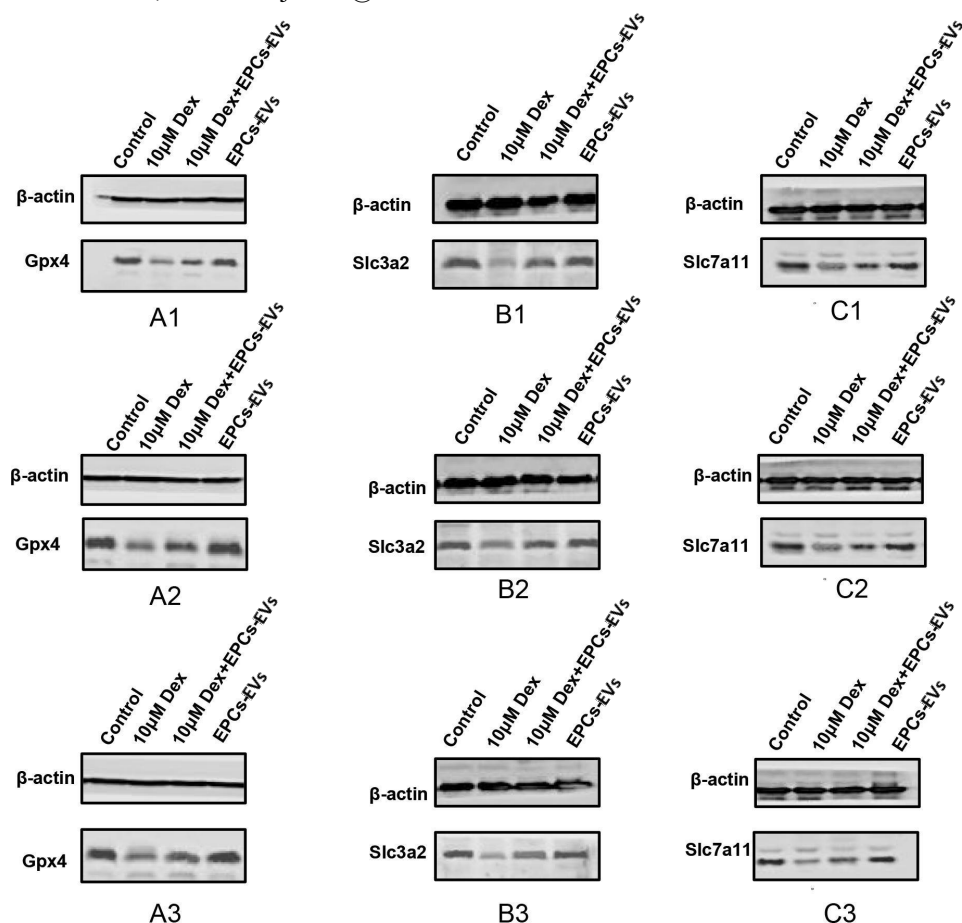 Control
10μM Dex
10μM Dex+EPCs-EVs
EPCs-EVs
β-actin
Gpx4
A1
Control
10μM Dex
10μM Dex+EPCs-EVs
EPCs-EVs
β-actin
Slc3a2
B1
Control
10μM Dex
10μM Dex+EPCs-EVs
EPCs-EVs
β-actin
Slc7a11
C1
Control
10μM Dex
10μM Dex+EPCs-EVs
EPCs-EVs
β-actin
Gpx4
A2
Control
10μM Dex
10μM Dex+EPCs-EVs
EPCs-EVs
β-actin
Slc3a2
B2
Control
10μM Dex
10μM Dex+EPCs-EVs
EPCs-EVs
β-actin
Slc7a11
C2
Control
10μM Dex
10μM Dex+EPCs-EVs
EPCs-EVs
β-actin
Gpx4
A3
Control
10μM Dex
10μM Dex+EPCs-EVs
EPCs-EVs
β-actin
Slc3a2
B3
Control
10μM Dex
10μM Dex+EPCs-EVs
EPCs-EVs
β-actin
Slc7a11
C3